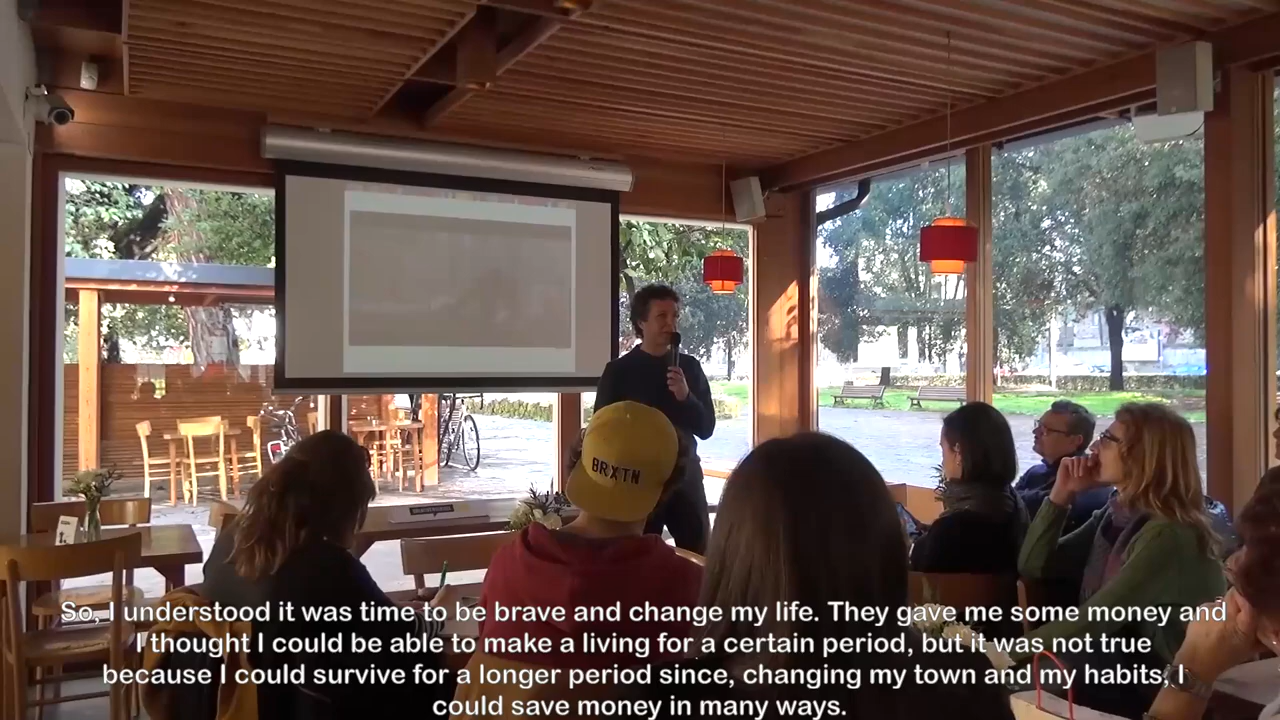 BRXTN
So, I understood it was time to be brave and change my life. They gave me some money and
I thought I could be able to make a living for a certain period, but it was not true
because I could survive for a longer period since, changing my town and my habits, I
could save money in many ways.